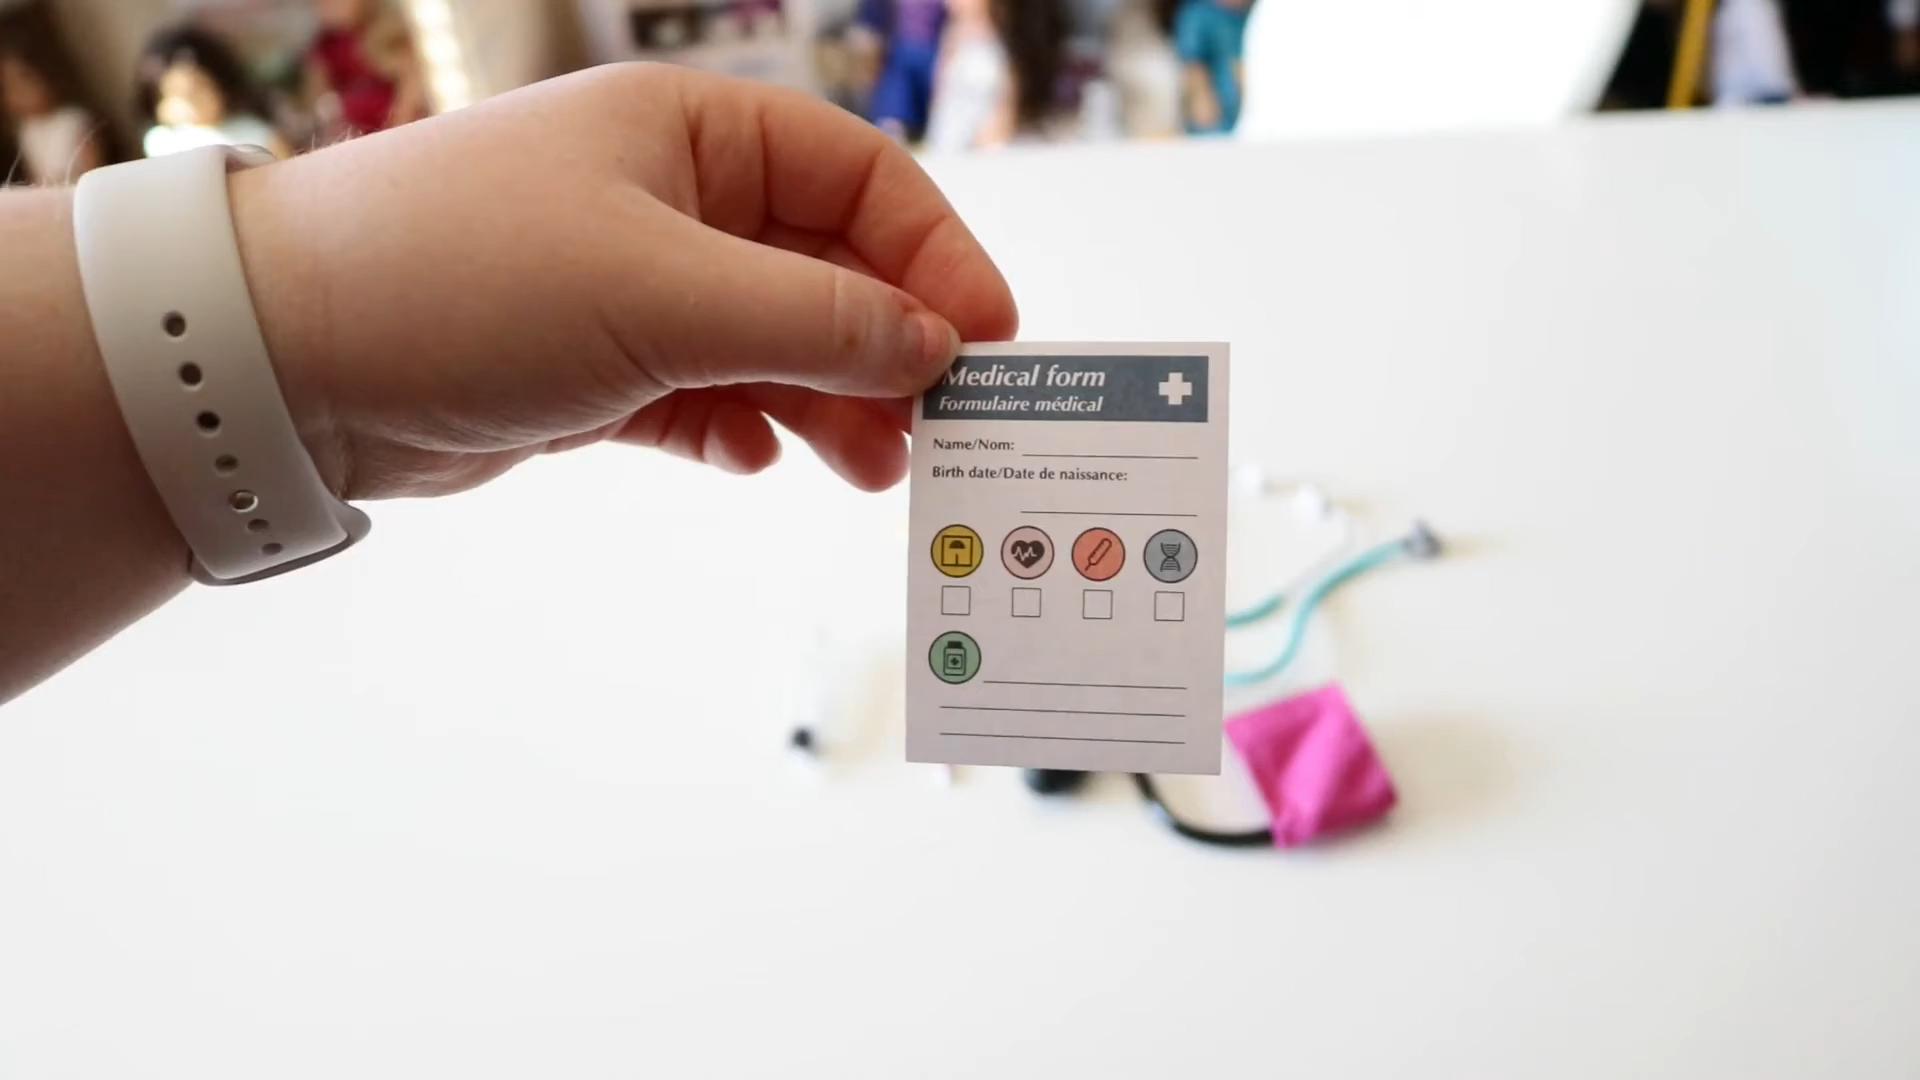 Medical form
Formulaire médical
Name/Nom:
Birth date/Date de naissance: